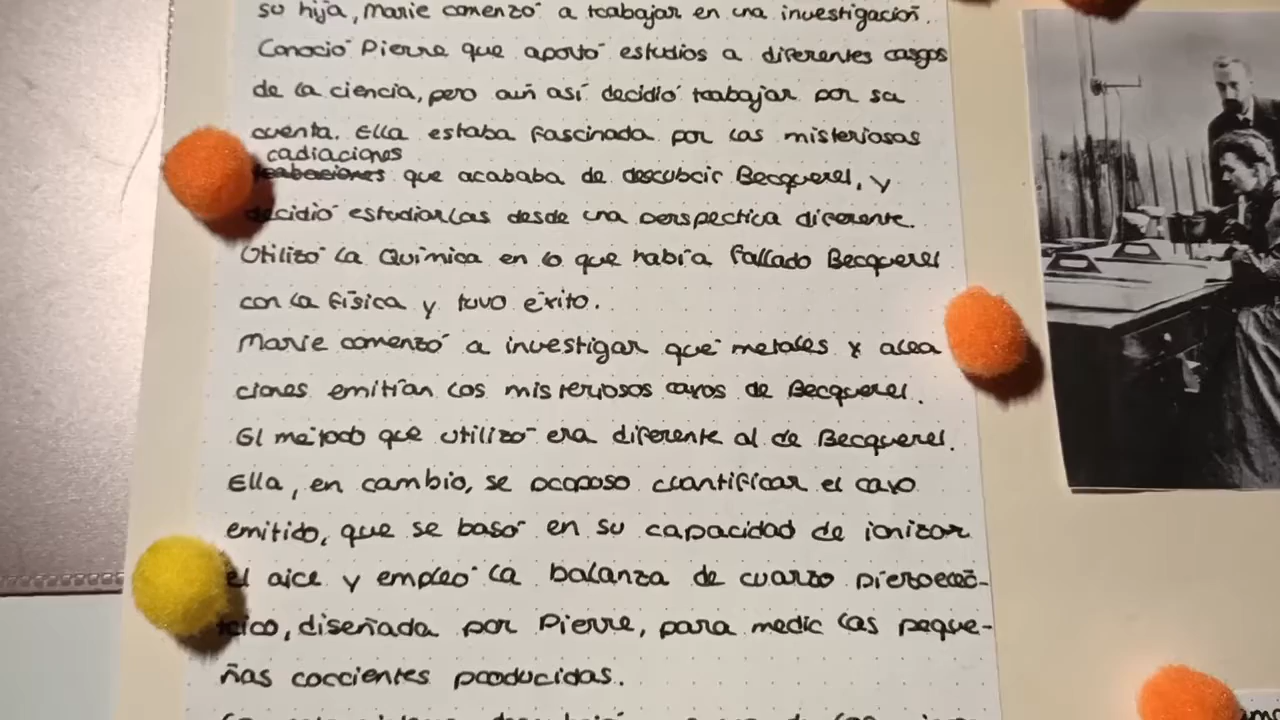 su hija, Marie comenzó a trabajar en una investigación.
Conoció Pierre que aportó estudios a diferentes casgos
de la ciencia, pero aún así decidió trabajar por su
cuenta. Ella estaba fascinada por las misteriosas
radiaciones
que acababa de descubrir Becquerel, y
decidió estudiarlas desde una perspectica diferente.
Utilizó la Química en lo que había fallado Becquerel
con la física y tuvo éxito.
Marie comenzó a investigar qué metales y alea
ciones emitían los misteriosos rayos de Becquerel.
El método que utilizó era diferente al de Becquerel.
Ella, en cambio, se propuso cuantificar el rayo
emitido, que se basó en su capacidad de ionizar
el aire y empleó la balanza de cuarzo piezoeléc-
trico, diseñada por Pierre, para medir las peque-
ñas corrientes producidas.